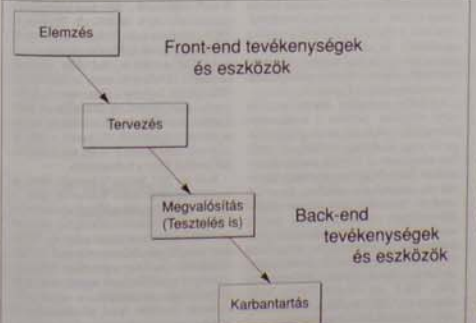 Elemzés
Front-end tevékenységek
és eszközök
Tervezés
Megvalósítás
(Tesztelés is)
Back-end
tevékenységek
és eszközök
Karbantartás